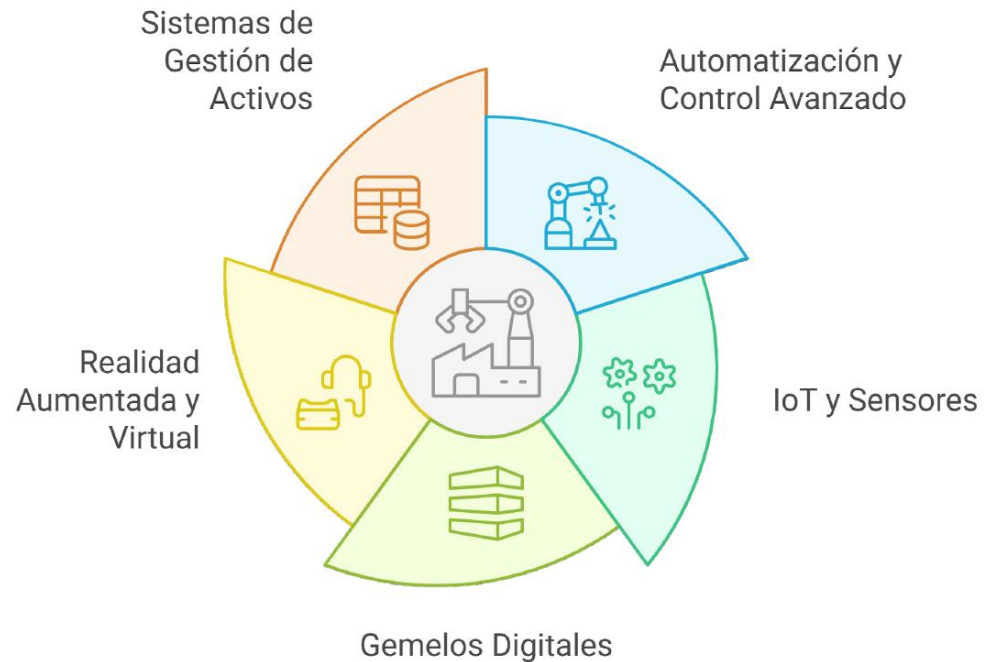 Sistemas de
Gestión de
Activos
Automatización y
Control Avanzado
Realidad
Aumentada y
Virtual
IoT y Sensores
Gemelos Digitales